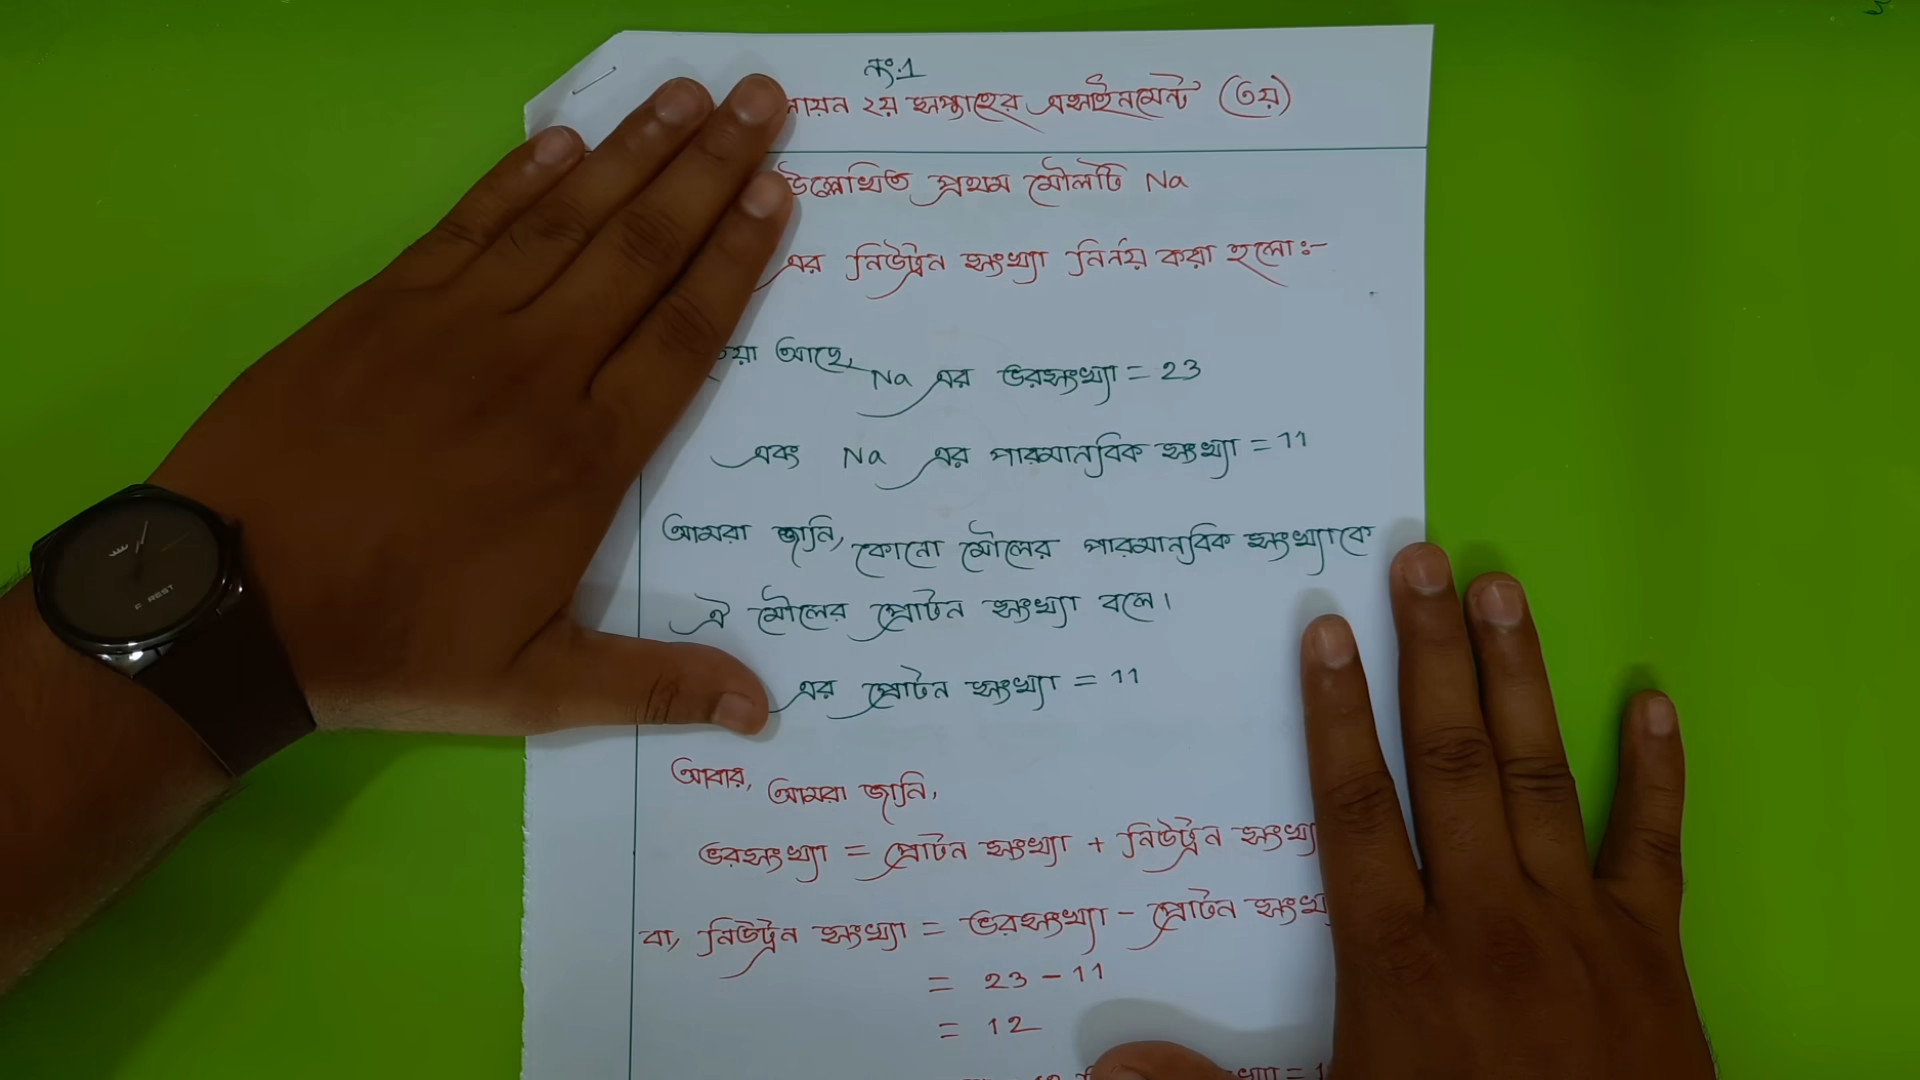 নং.1
২য় সপ্তাহের এসাইনমেন্ট (৩য়)
উল্লেখিত প্রথম মৌলটি Na
এর নিউট্রন সংখ্যা নির্নয় করা হলোঃ-
আছে, Na এর ভরসংখ্যা = 23
এবং Na এর পারমানবিক সংখ্যা = 11
আমরা জানি, কোনো মৌলের পারমানবিক সংখ্যাকে
ঐ মৌলের প্রোটন সংখ্যা বলে।
এর প্রোটন সংখ্যা = 11
আবার, আমরা জানি,
ভরসংখ্যা = প্রোটন সংখ্যা + নিউট্রন সংখ্যা
বা, নিউট্রন সংখ্যা = ভরসংখ্যা - প্রোটন সংখ্যা
= 23 - 11
= 12